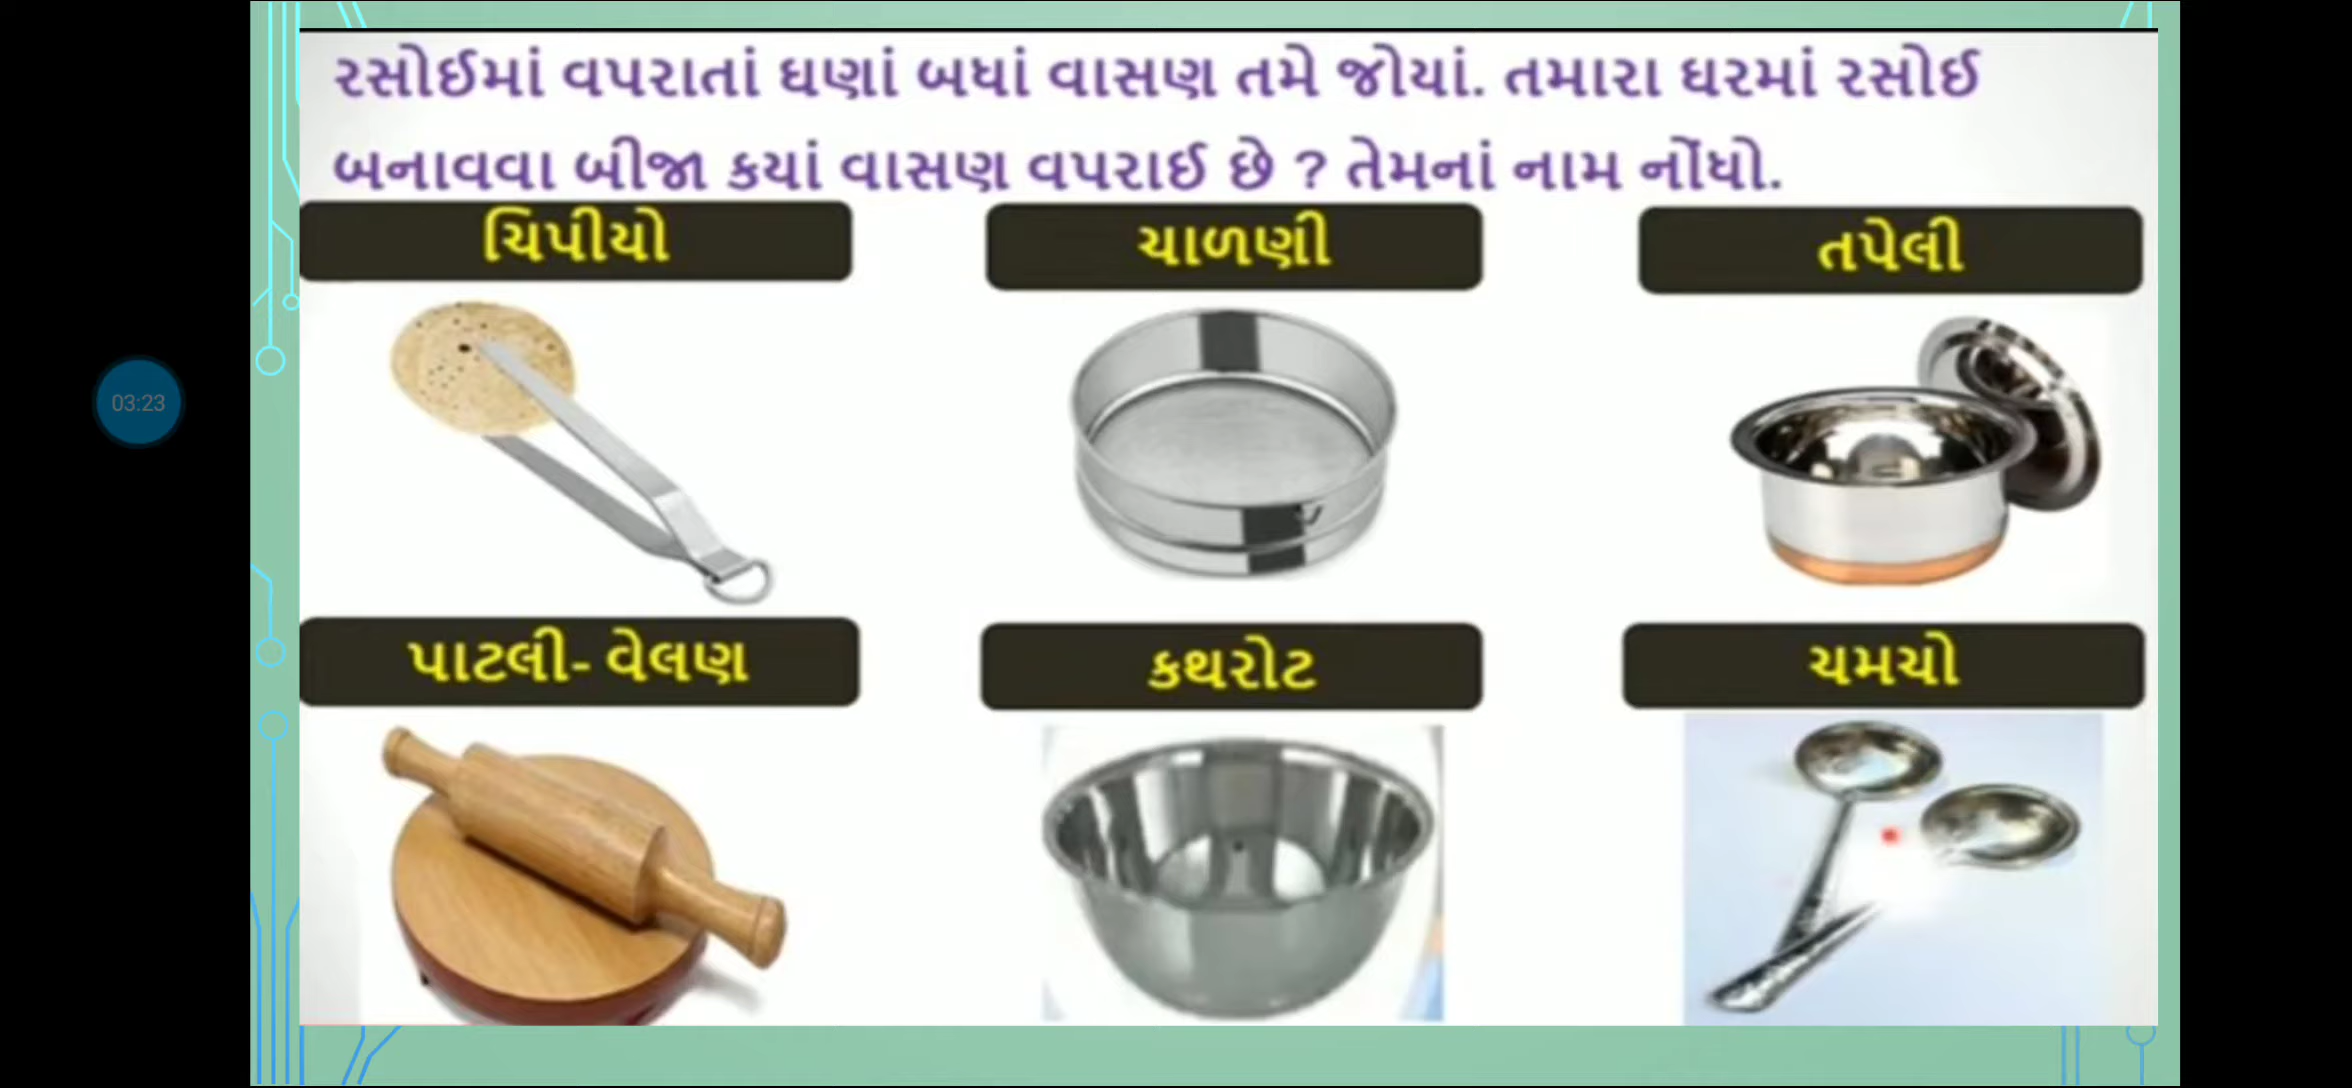 રસોઈમાં વપરાતાં ઘણાં બધાં વાસણ તમે જોયાં. તમારા ઘરમાં રસોઈ
બનાવવા બીજા કયાં વાસણ વપરાઈ છે ? તેમનાં નામ નોંધો.
ચિપીયો
ચાળણી
તપેલી
03:23
પાટલી- વેલણ
કથરોટ
ચમચો